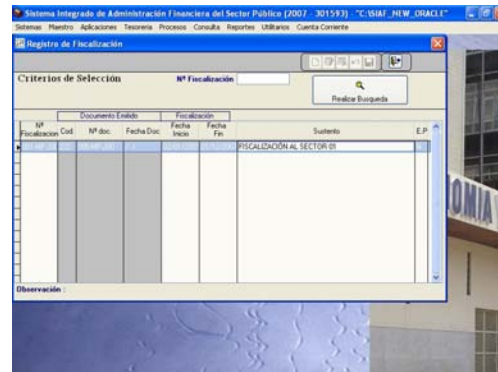 Sistema Integrado de Administración Financiera del Sector Público (2007 - 301593) - "C:\SIAF_NEW_ORACLE"
Sistemas Maestro Aplicaciones Tesoreria Procesos Consulta Reportes Utilitarios Cuenta Corriente
Registro de Fiscalización
Criterios de Selección
Nº Fiscalización
Realizar Busqueda
Documento Emitido Fiscalización
Nº Fiscalizacion Cod. Nº doc. Fecha Doc Fecha Inicio Fecha Fin Sustento E.P
FISCALIZACIÓN AL SECTOR 01
Observación :
OMIA